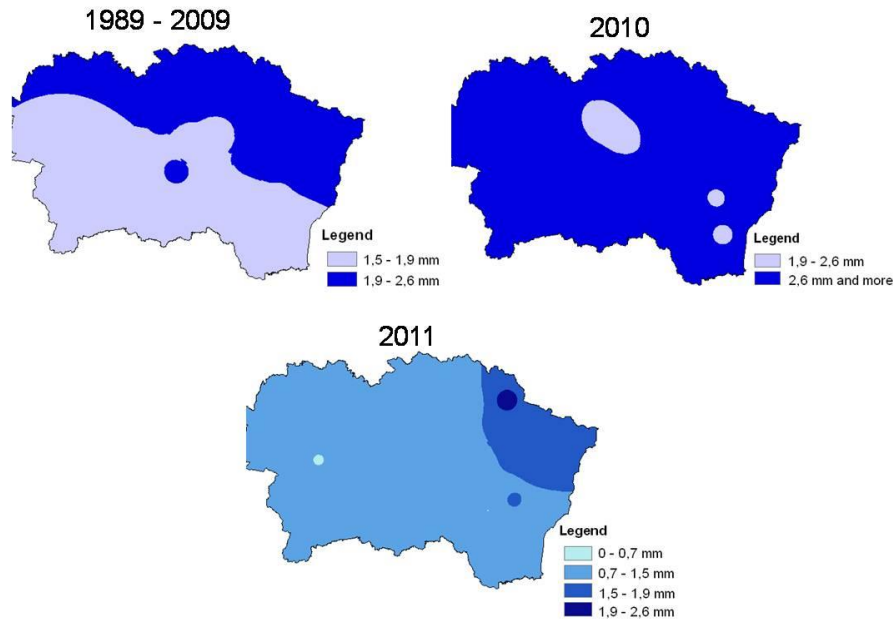 1989 - 2009
Legend
1,5 - 1,9 mm
1,9 - 2,6 mm
2010
Legend
1,9 - 2,6 mm
2,6 mm and more
2011
Legend
0 - 0,7 mm
0,7 - 1,5 mm
1,5 - 1,9 mm
1,9 - 2,6 mm